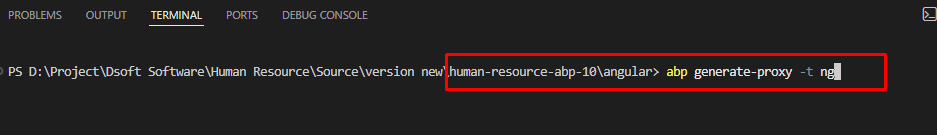 PROBLEMS OUTPUT TERMINAL PORTS DEBUG CONSOLE
PS D:\Project\Dsoft Software\Human Resource\Source\version new\human-resource-abp-10\angular> abp generate-proxy -t ng